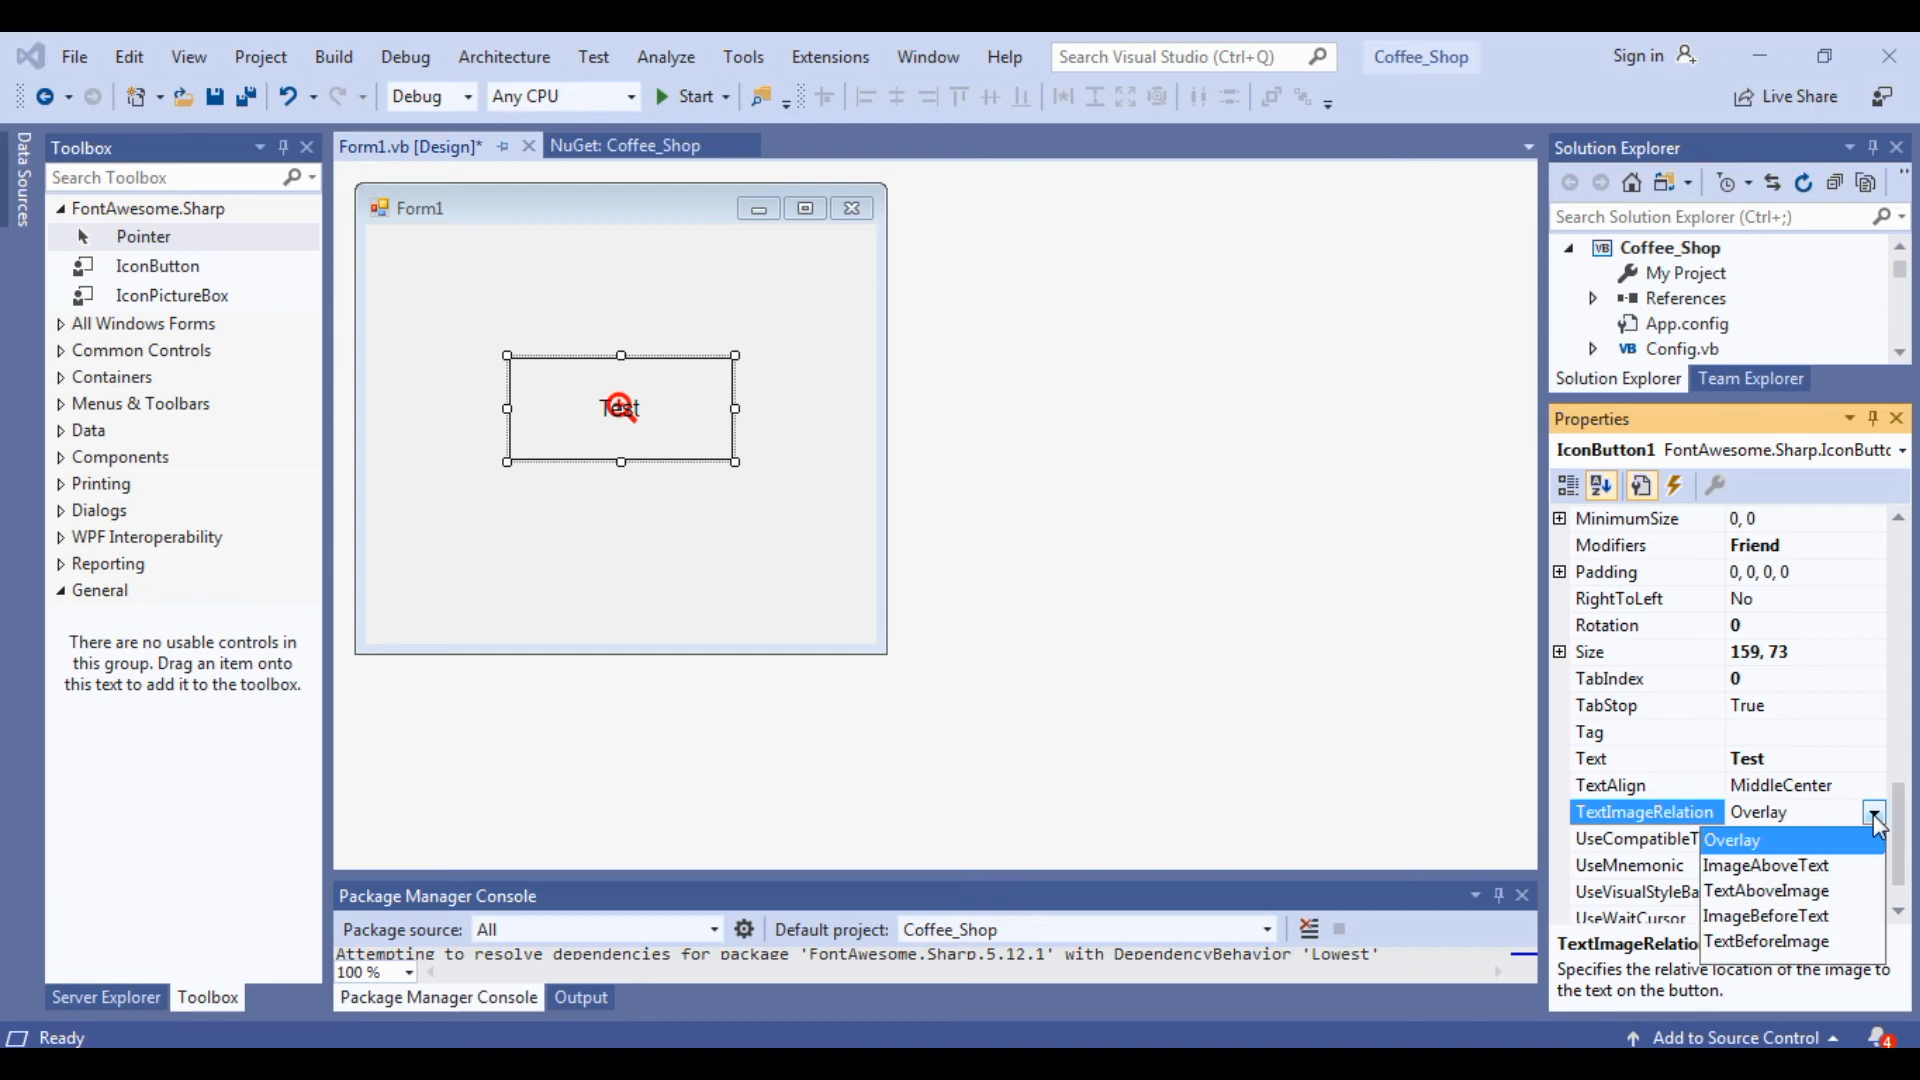 File Edit View Project Build Debug Architecture Test Analyze Tools Extensions Window Help Search Visual Studio (Ctrl+Q) Coffee_Shop Sign in
Debug Any CPU Start Live Share
Data Sources
Toolbox
Search Toolbox
FontAwesome.Sharp
Pointer
IconButton
IconPictureBox
All Windows Forms
Common Controls
Containers
Menus & Toolbars
Data
Components
Printing
Dialogs
WPF Interoperability
Reporting
General
There are no usable controls in
this group. Drag an item onto
this text to add it to the toolbox.
Server Explorer Toolbox
Form1.vb [Design]* NuGet: Coffee_Shop
Form1
Test
Package Manager Console
Package source: All Default project: Coffee_Shop
Attempting to resolve dependencies for package 'FontAwesome.Sharp.5.12.1' with DependencyBehavior 'Lowest'
100 %
Package Manager Console Output
Solution Explorer
Search Solution Explorer (Ctrl+;)
VB Coffee_Shop
My Project
References
App.config
VB Config.vb
Solution Explorer Team Explorer
Properties
IconButton1 FontAwesome.Sharp.IconButtc
MinimumSize 0, 0
Modifiers Friend
Padding 0, 0, 0, 0
RightToLeft No
Rotation 0
Size 159, 73
TabIndex 0
TabStop True
Tag
Text Test
TextAlign MiddleCenter
TextImageRelation Overlay
UseCompatibleT
UseMnemonic
UseVisualStyleBa
UseWaitCursor
Overlay
ImageAboveText
TextAboveImage
ImageBeforeText
TextBeforeImage
TextImageRelatio
Specifies the relative location of the image to
the text on the button.
Ready Add to Source Control 4